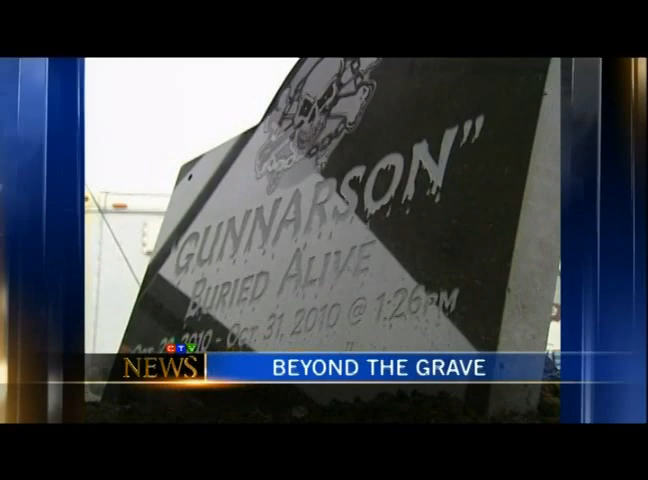 GUNNARSON"
BURIED ALIVE
2010 - OCT 31, 2010 @ 1:26PM
CTV
NEWS
BEYOND THE GRAVE